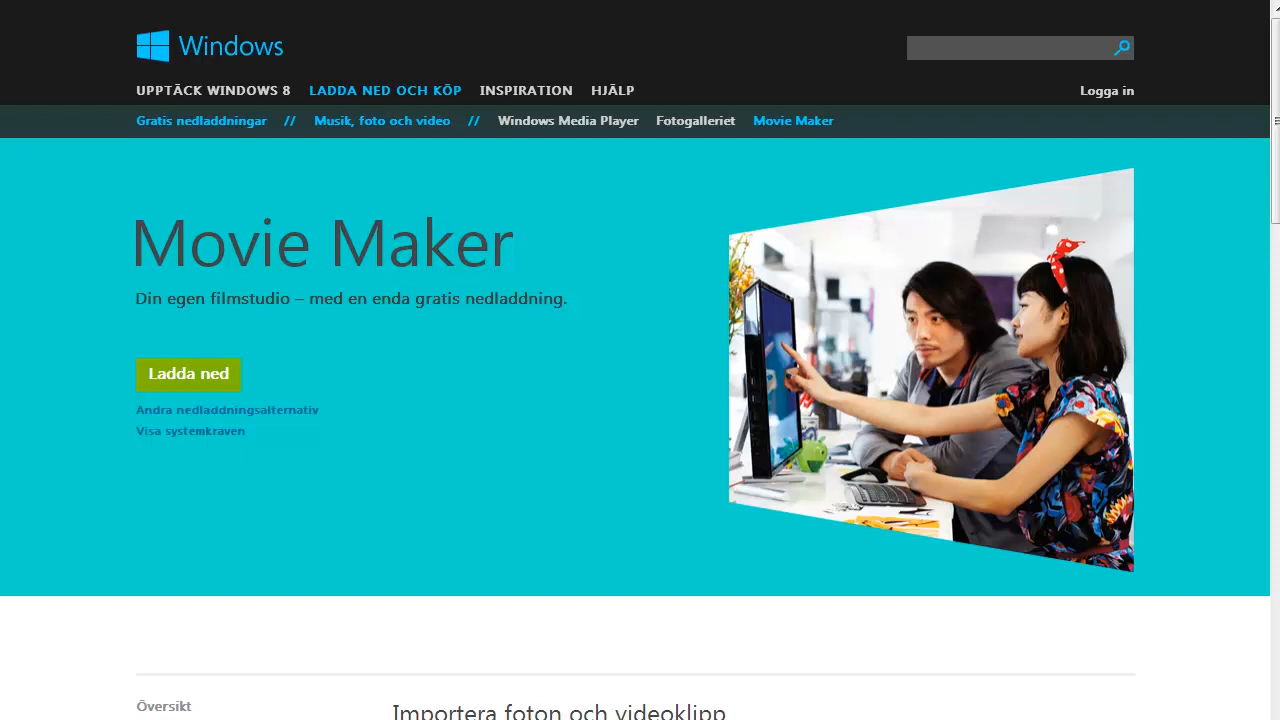 Windows
UPPTÄCK WINDOWS 8 LADDA NED OCH KÖP INSPIRATION HJÄLP Logga in
Gratis nedladdningar // Musik, foto och video // Windows Media Player Fotogalleriet Movie Maker
Movie Maker
Din egen filmstudio – med en enda gratis nedladdning.
Ladda ned
Andra nedladdningsalternativ
Visa systemkraven
Översikt
Importera foton och videoklipp